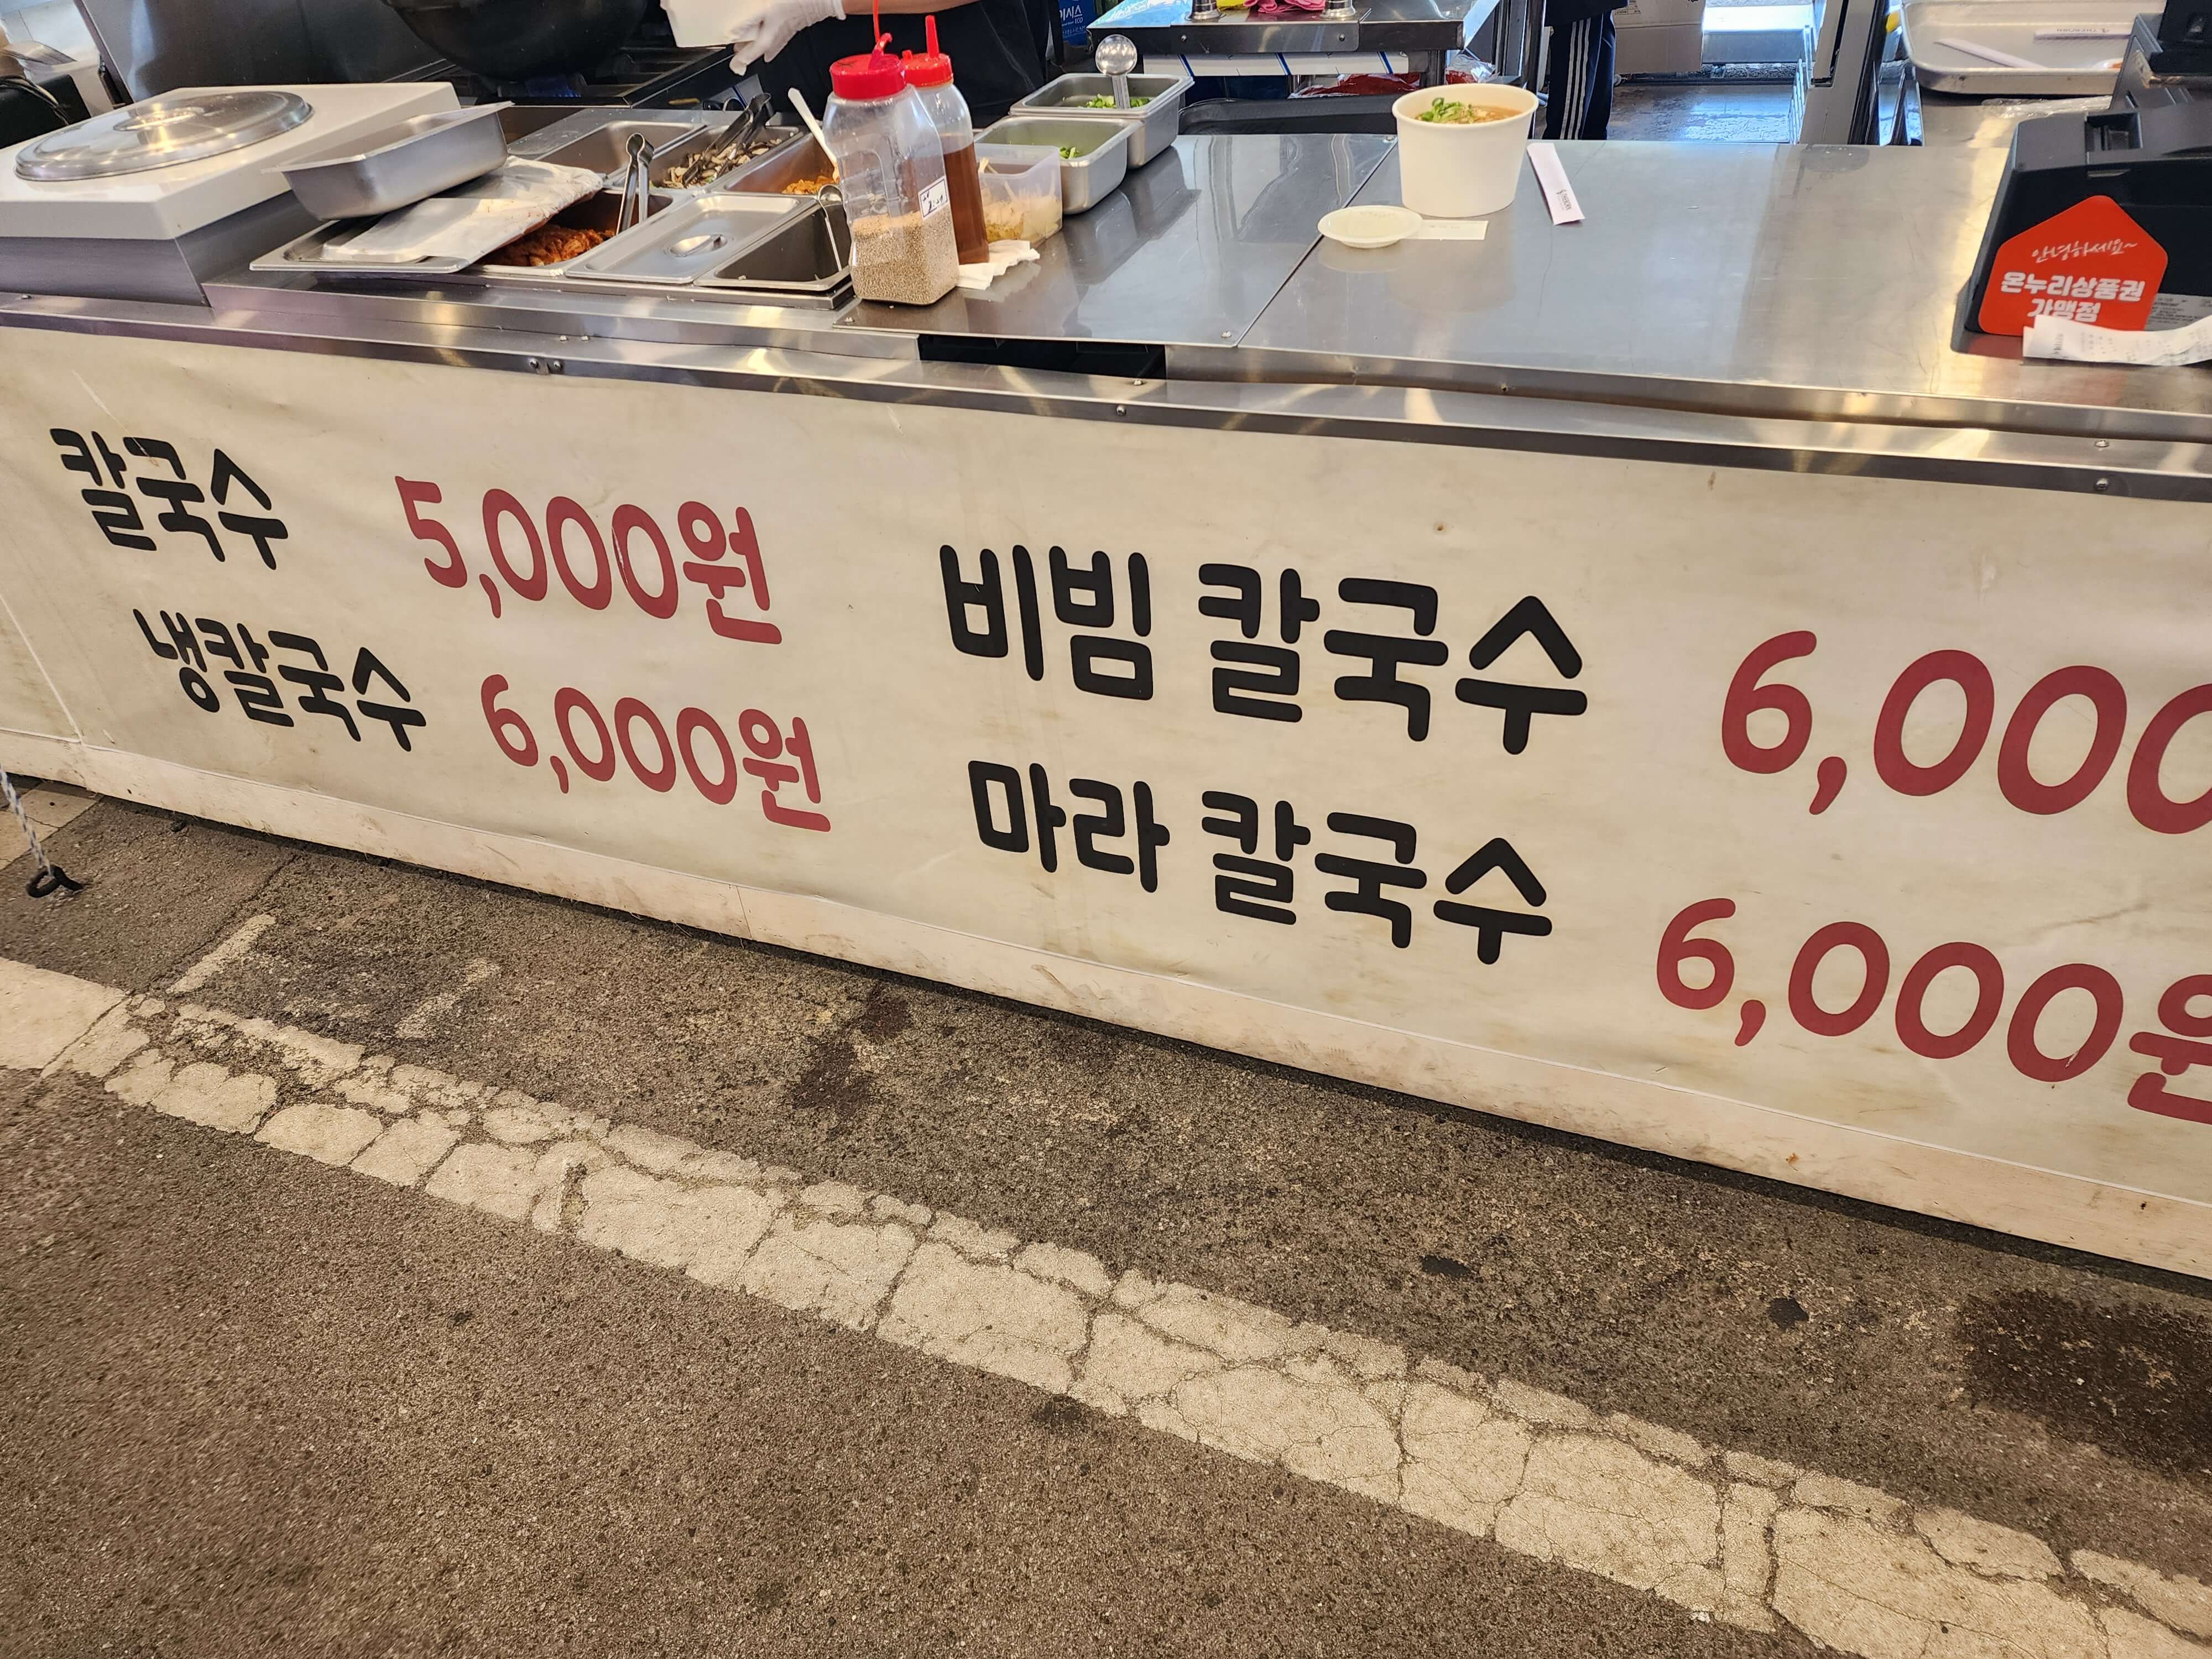 안녕하세요~
온누리상품권
가맹점
칼국수 5,000원
냉칼국수 6,000원
비빔 칼국수 6,000
마라 칼국수 6,000원